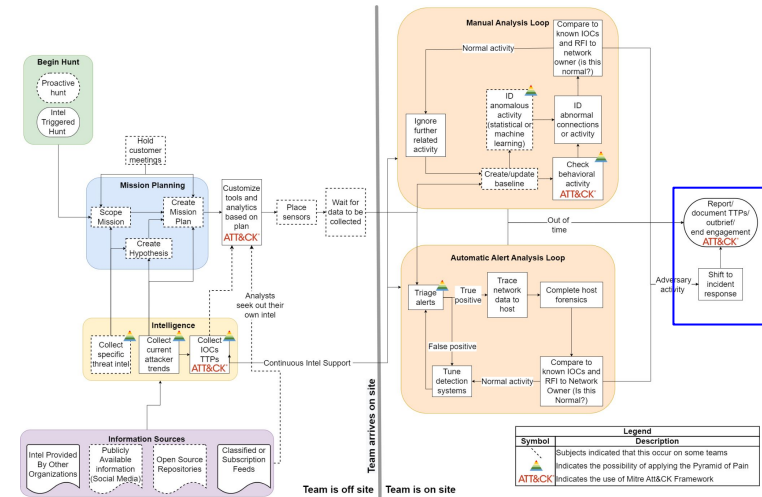 Begin Hunt
Proactive
hunt
Intel
Triggered
Hunt
Hold
customer
meetings
Mission Planning
Scope
Mission
Create
Mission
Plan
Create
Hypothesis
Customize
tools and
analytics
based on
plan
ATT&CK
Place
sensors
Wait for
data to be
collected
Analysts
seek out their
own intel
Intelligence
Collect
specific
threat intel
Collect
current
attacker
trends
Collect
IOCs
TTPs
ATT&CK
Continuous Intel Support
Information Sources
Intel Provided
By Other
Organizations
Publicly
Available
information
(Social Media)
Open Source
Repositories
Classified or
Subscription
Feeds
Team is off site
Team arrives on site
Team is on site
Manual Analysis Loop
Normal activity
Compare to
known IOCs
and RFI to
network
owner (is this
normal?)
Ignore
further
related
activity
ID
anomalous
activity
(statistical or
machine
learning)
ID
abnormal
connections
or activity
Create/update
baseline
Check
behavioral
activity
ATT&CK
Out of
time
Automatic Alert Analysis Loop
Triage
alerts
True
positive
Trace
network
data to
host
Complete host
forensics
False positive
Tune
detection
systems
Normal activity
Compare to
known IOCs and
RFI to Network
Owner (Is this
Normal?)
Adversary
activity
Report/
document TTPs/
outbrief/
end engagement
ATT&CK
Shift to
incident
response
Legend
Symbol Description
Subjects indicated that this occur on some teams
Indicates the possibility of applying the Pyramid of Pain
ATT&CK Indicates the use of Mitre Att&CK Framework